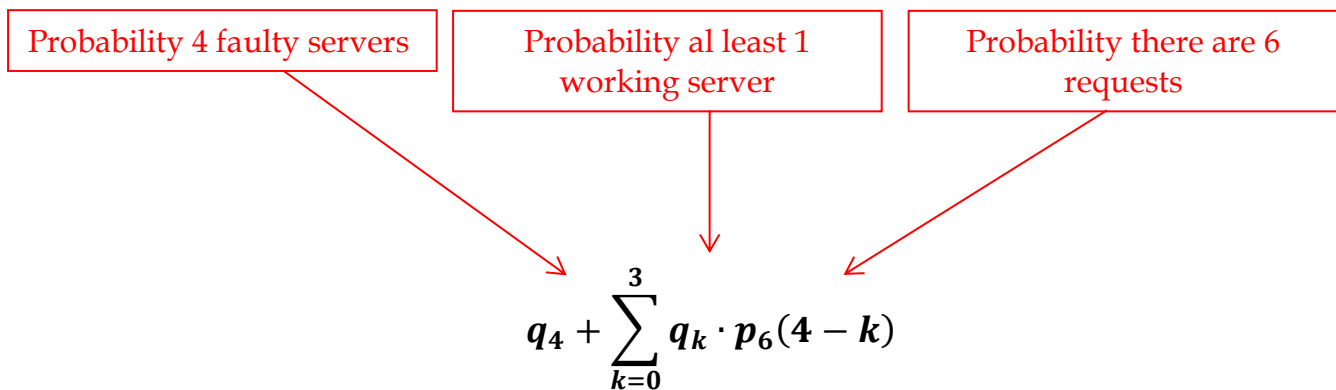 Probability 4 faulty servers
Probability al least 1
working server
Probability there are 6
requests
3
q₄ + ∑ qₖ · p₆(4 − k)
k=0